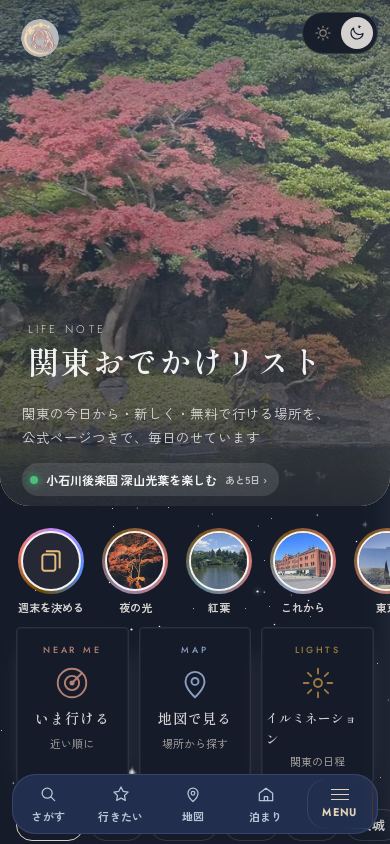 LIFE NOTE
関東おでかけリスト
関東の今日から・新しく・無料で行ける場所を、
公式ページつきで、毎日のせています
小石川後楽園 深山光葉を楽しむ あと5日 ›
週末を決める
夜の光
紅葉
これから
NEAR ME
いま行ける
近い順に
MAP
地図で見る
場所から探す
LIGHTS
イルミネーショ
ン
関東の日程
さがす
行きたい
地図
泊まり
MENU